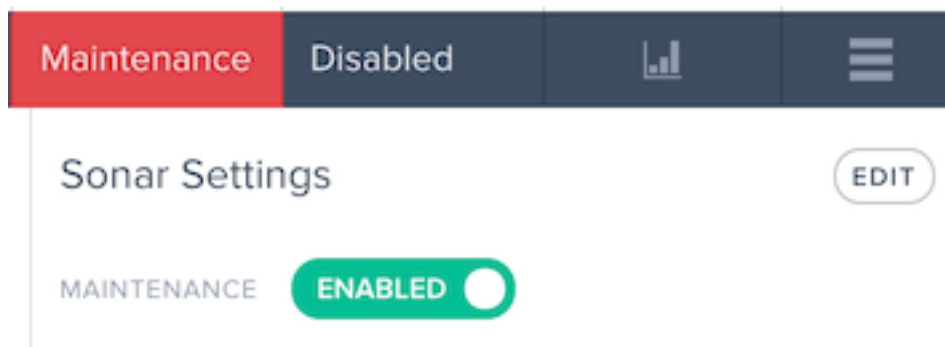 Maintenance Disabled
Sonar Settings EDIT
MAINTENANCE ENABLED